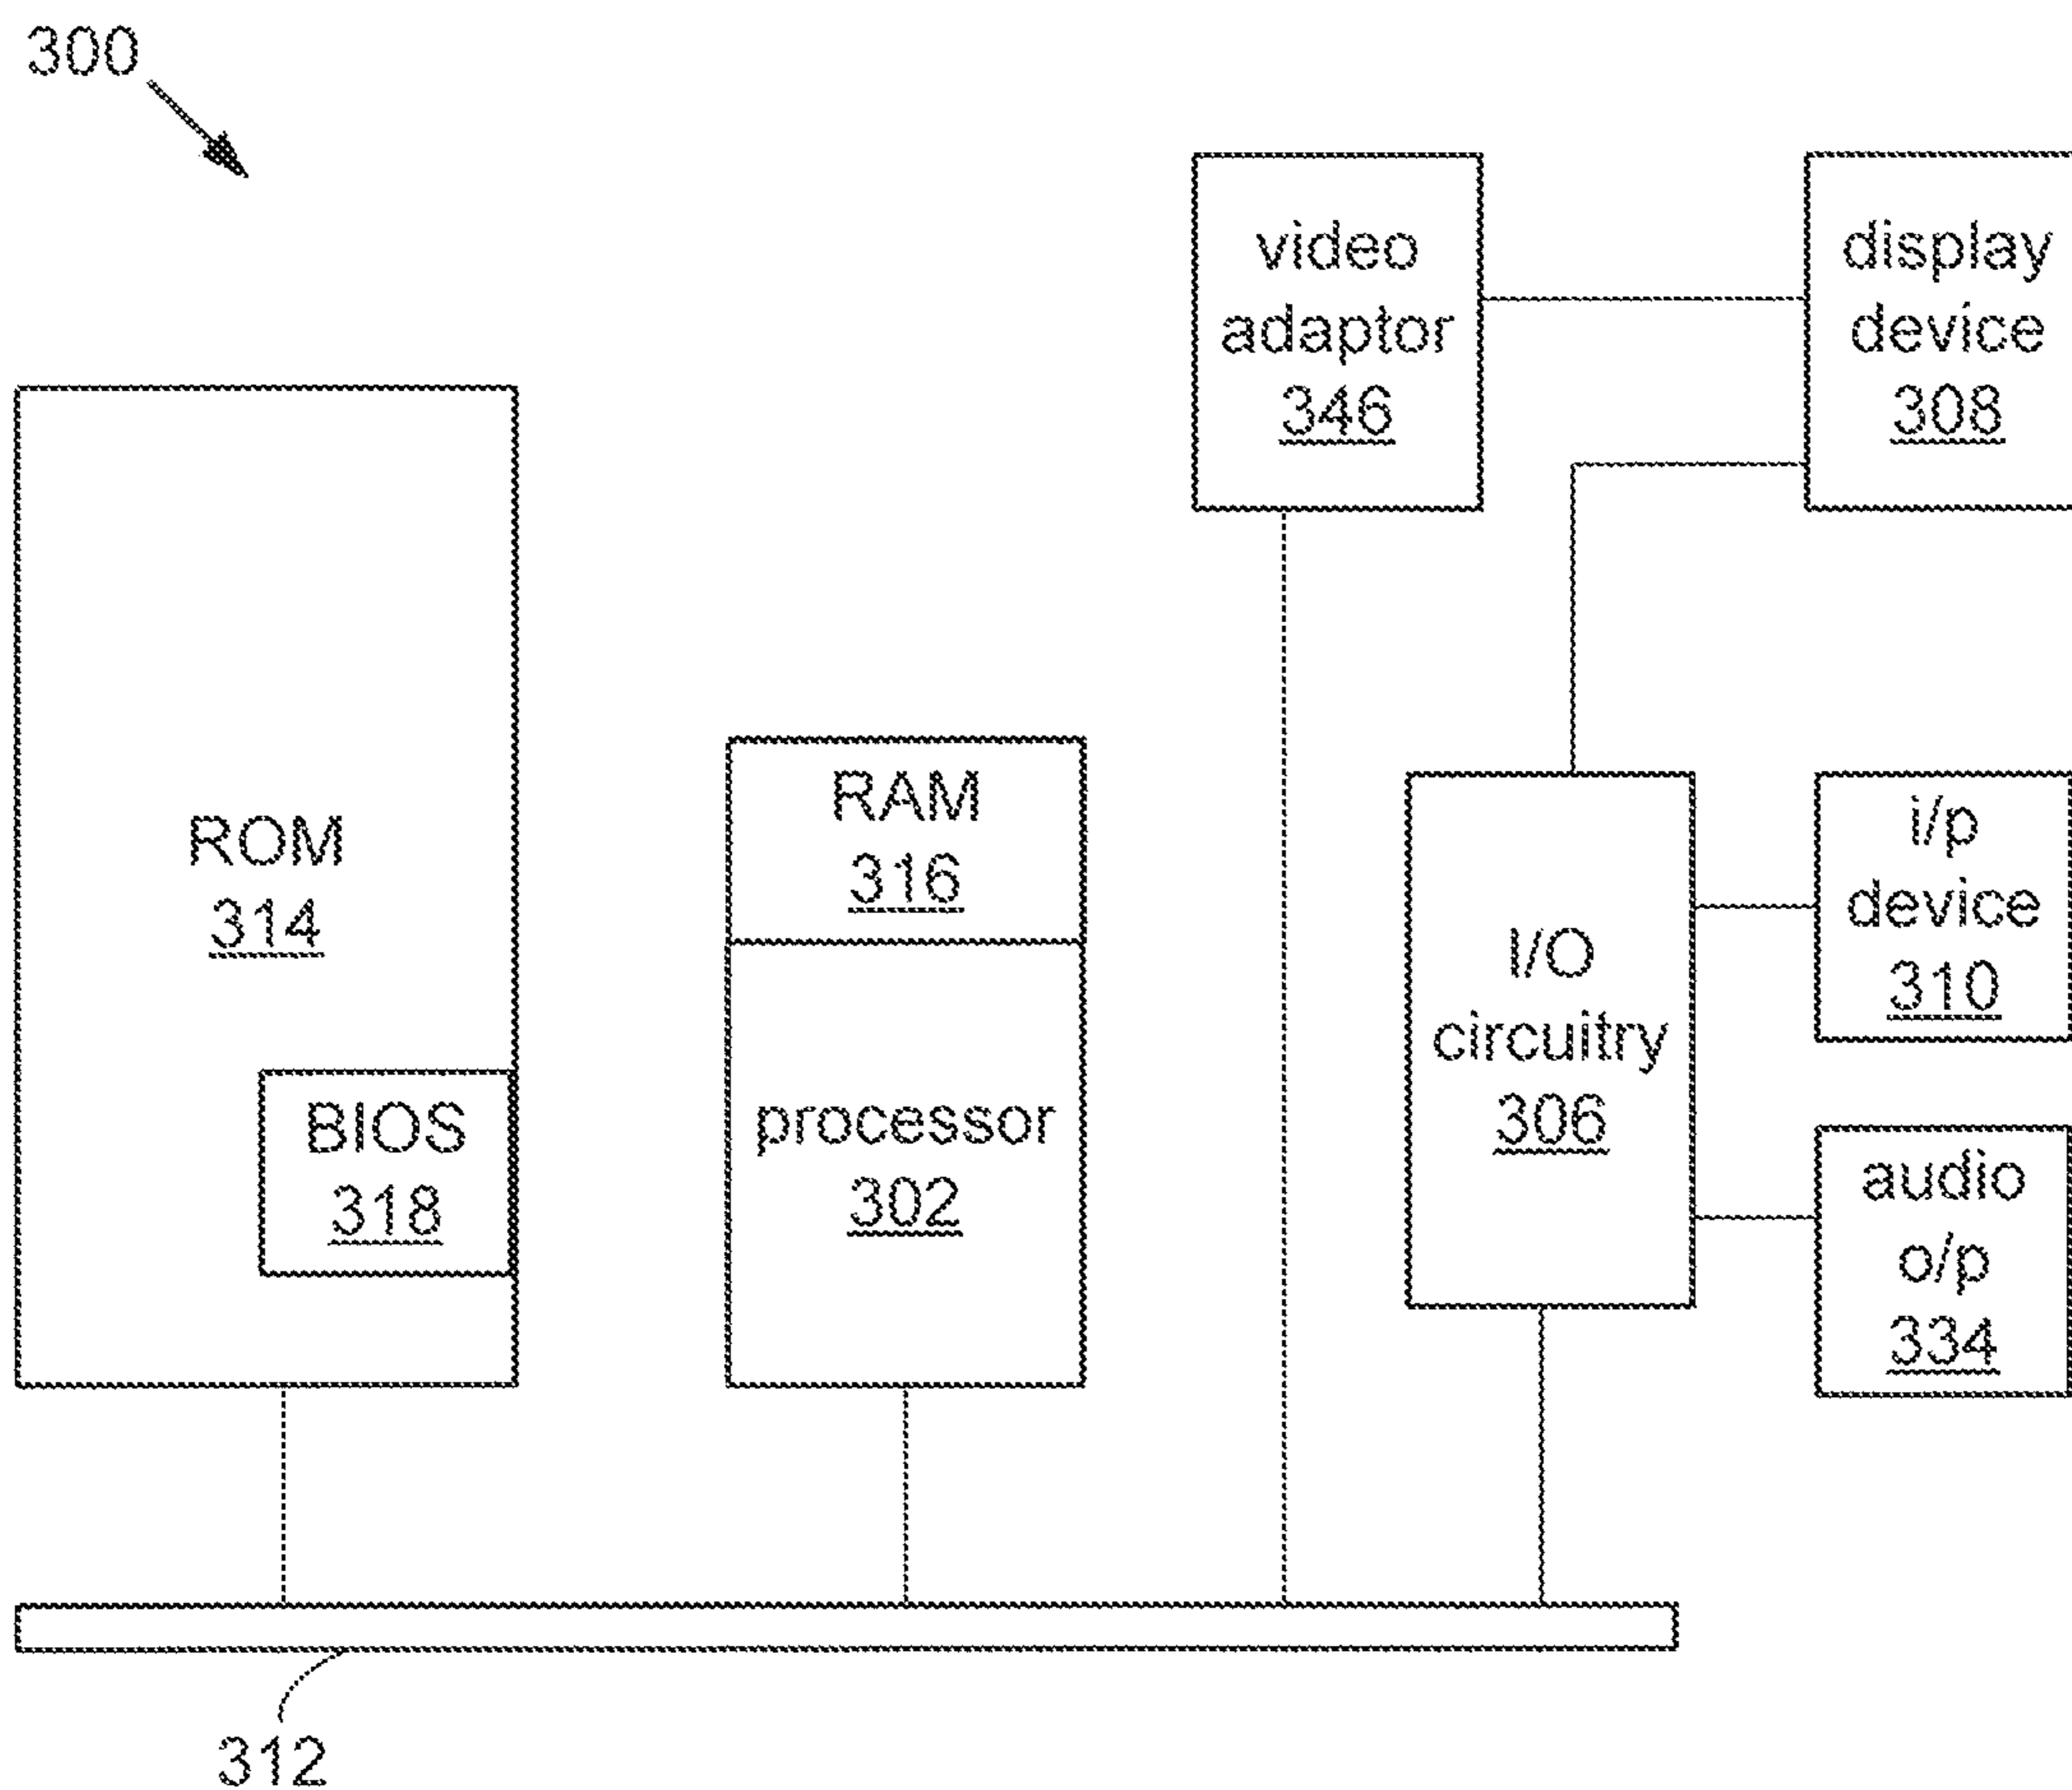 300
video
adaptor
346
display
device
308
ROM
314
BIOS
318
RAM
316
processor
302
I/O
circuitry
306
i/p
device
310
audio
o/p
334
312